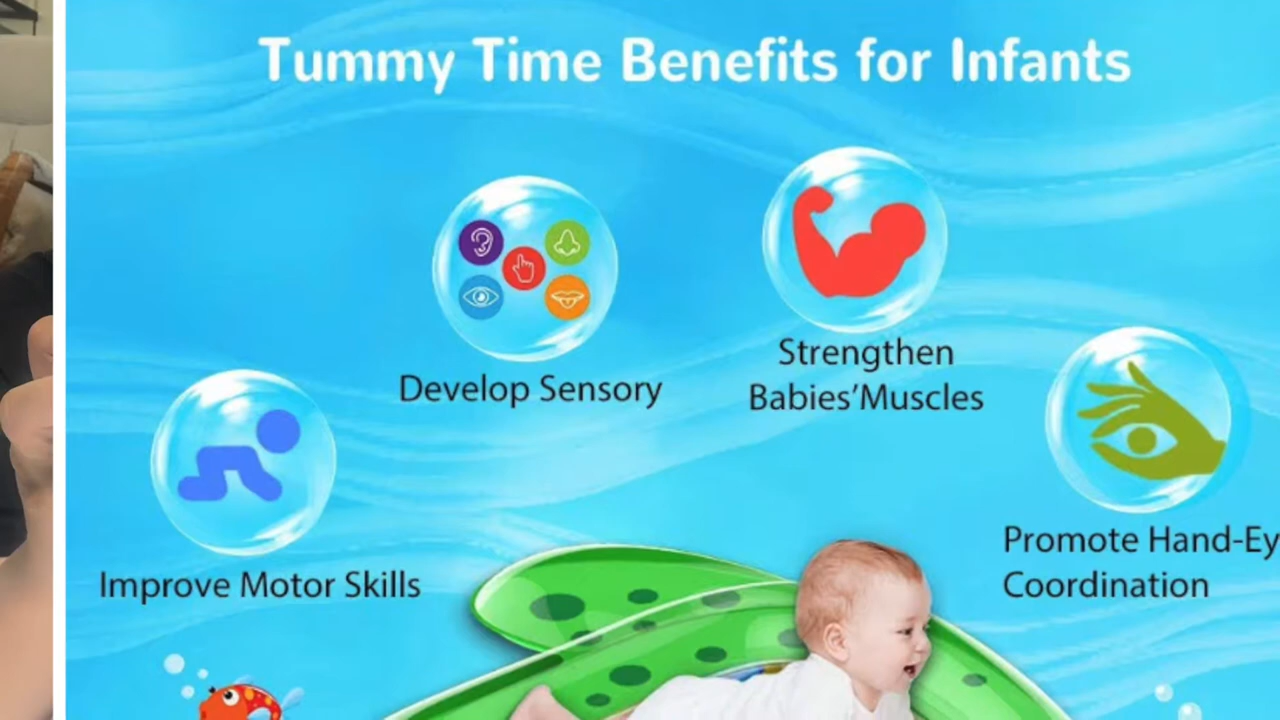 Tummy Time Benefits for Infants
Develop Sensory
Strengthen
Babies'Muscles
Improve Motor Skills
Promote Hand-Ey
Coordination